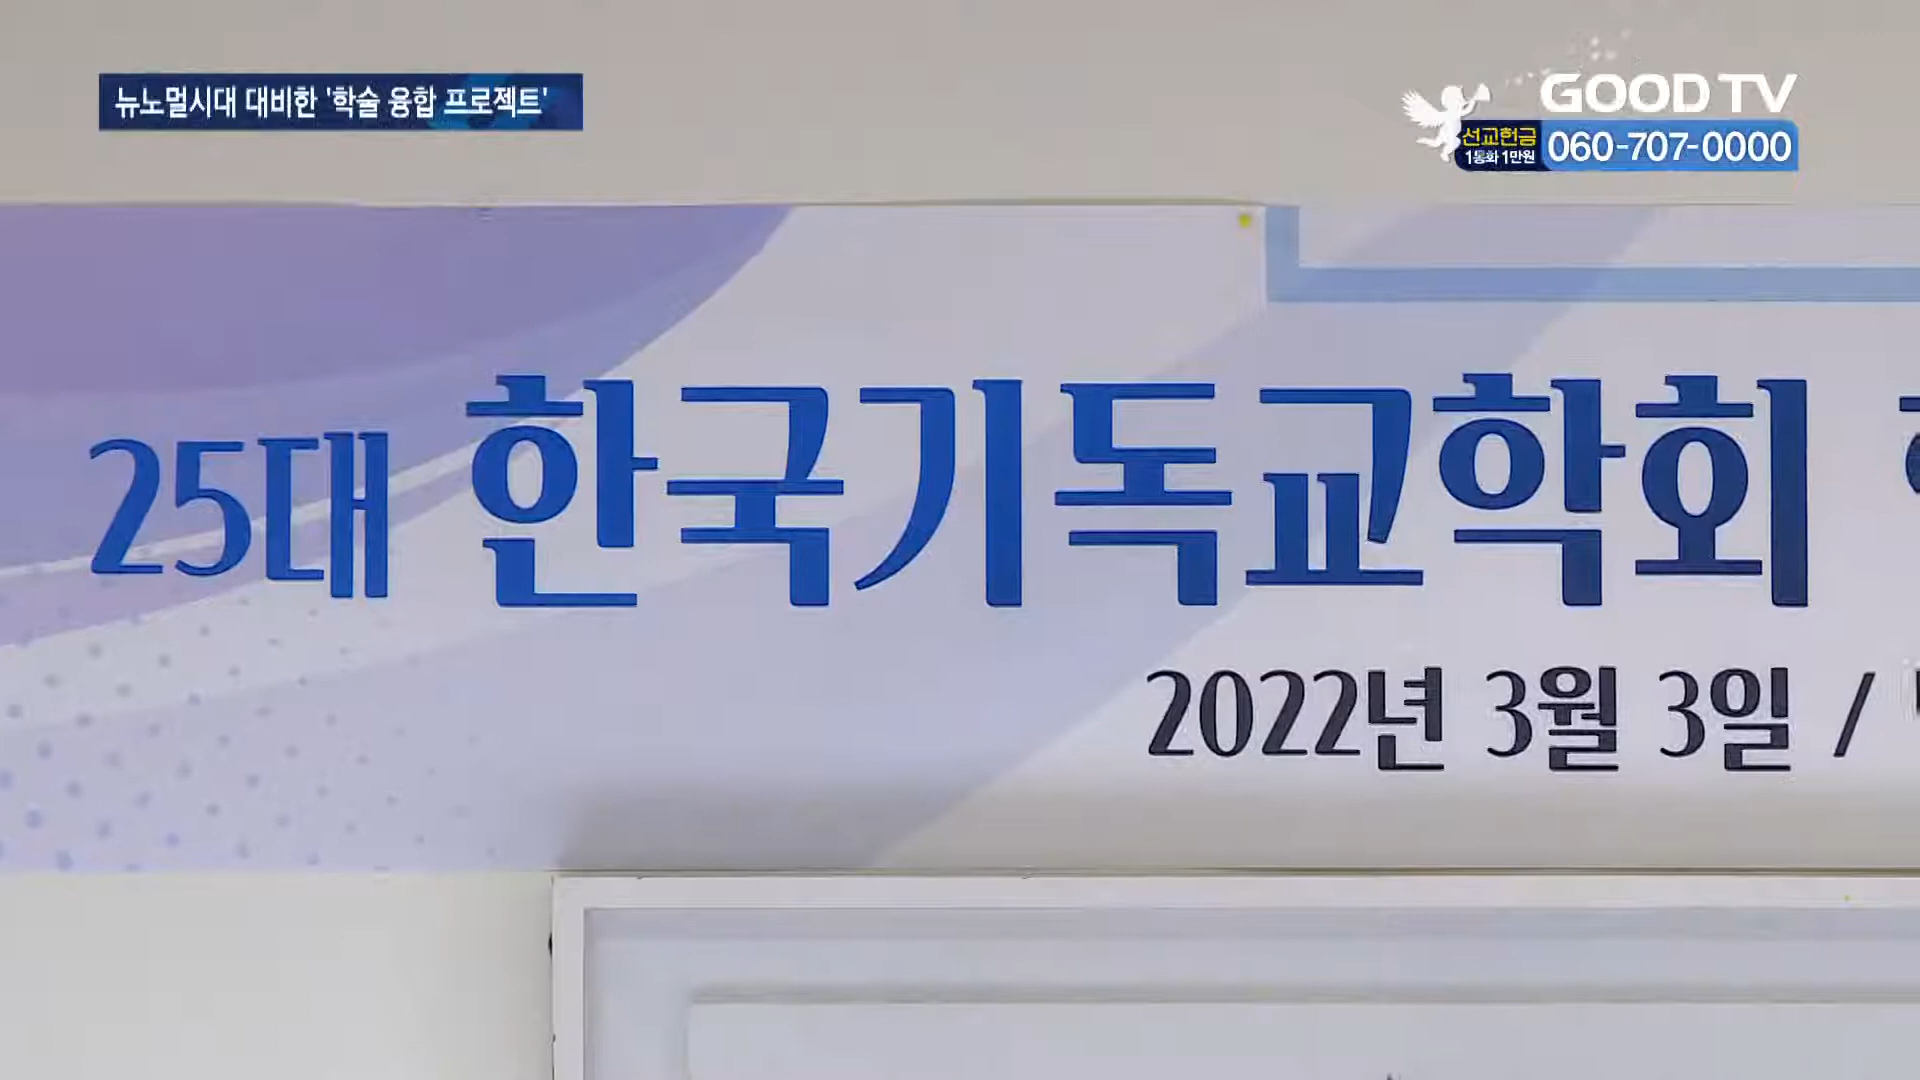 뉴노멀시대 대비한 '학술 융합 프로젝트'
GOOD TV
선교헌금
1통화 1만원
060-707-0000
25대 한국기독교학회
2022년 3월 3일 /